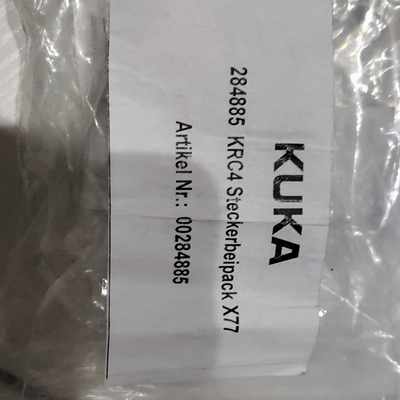 KUKA
284885 KRC4 Steckerbeipack X77
Artikel Nr.: 00284885